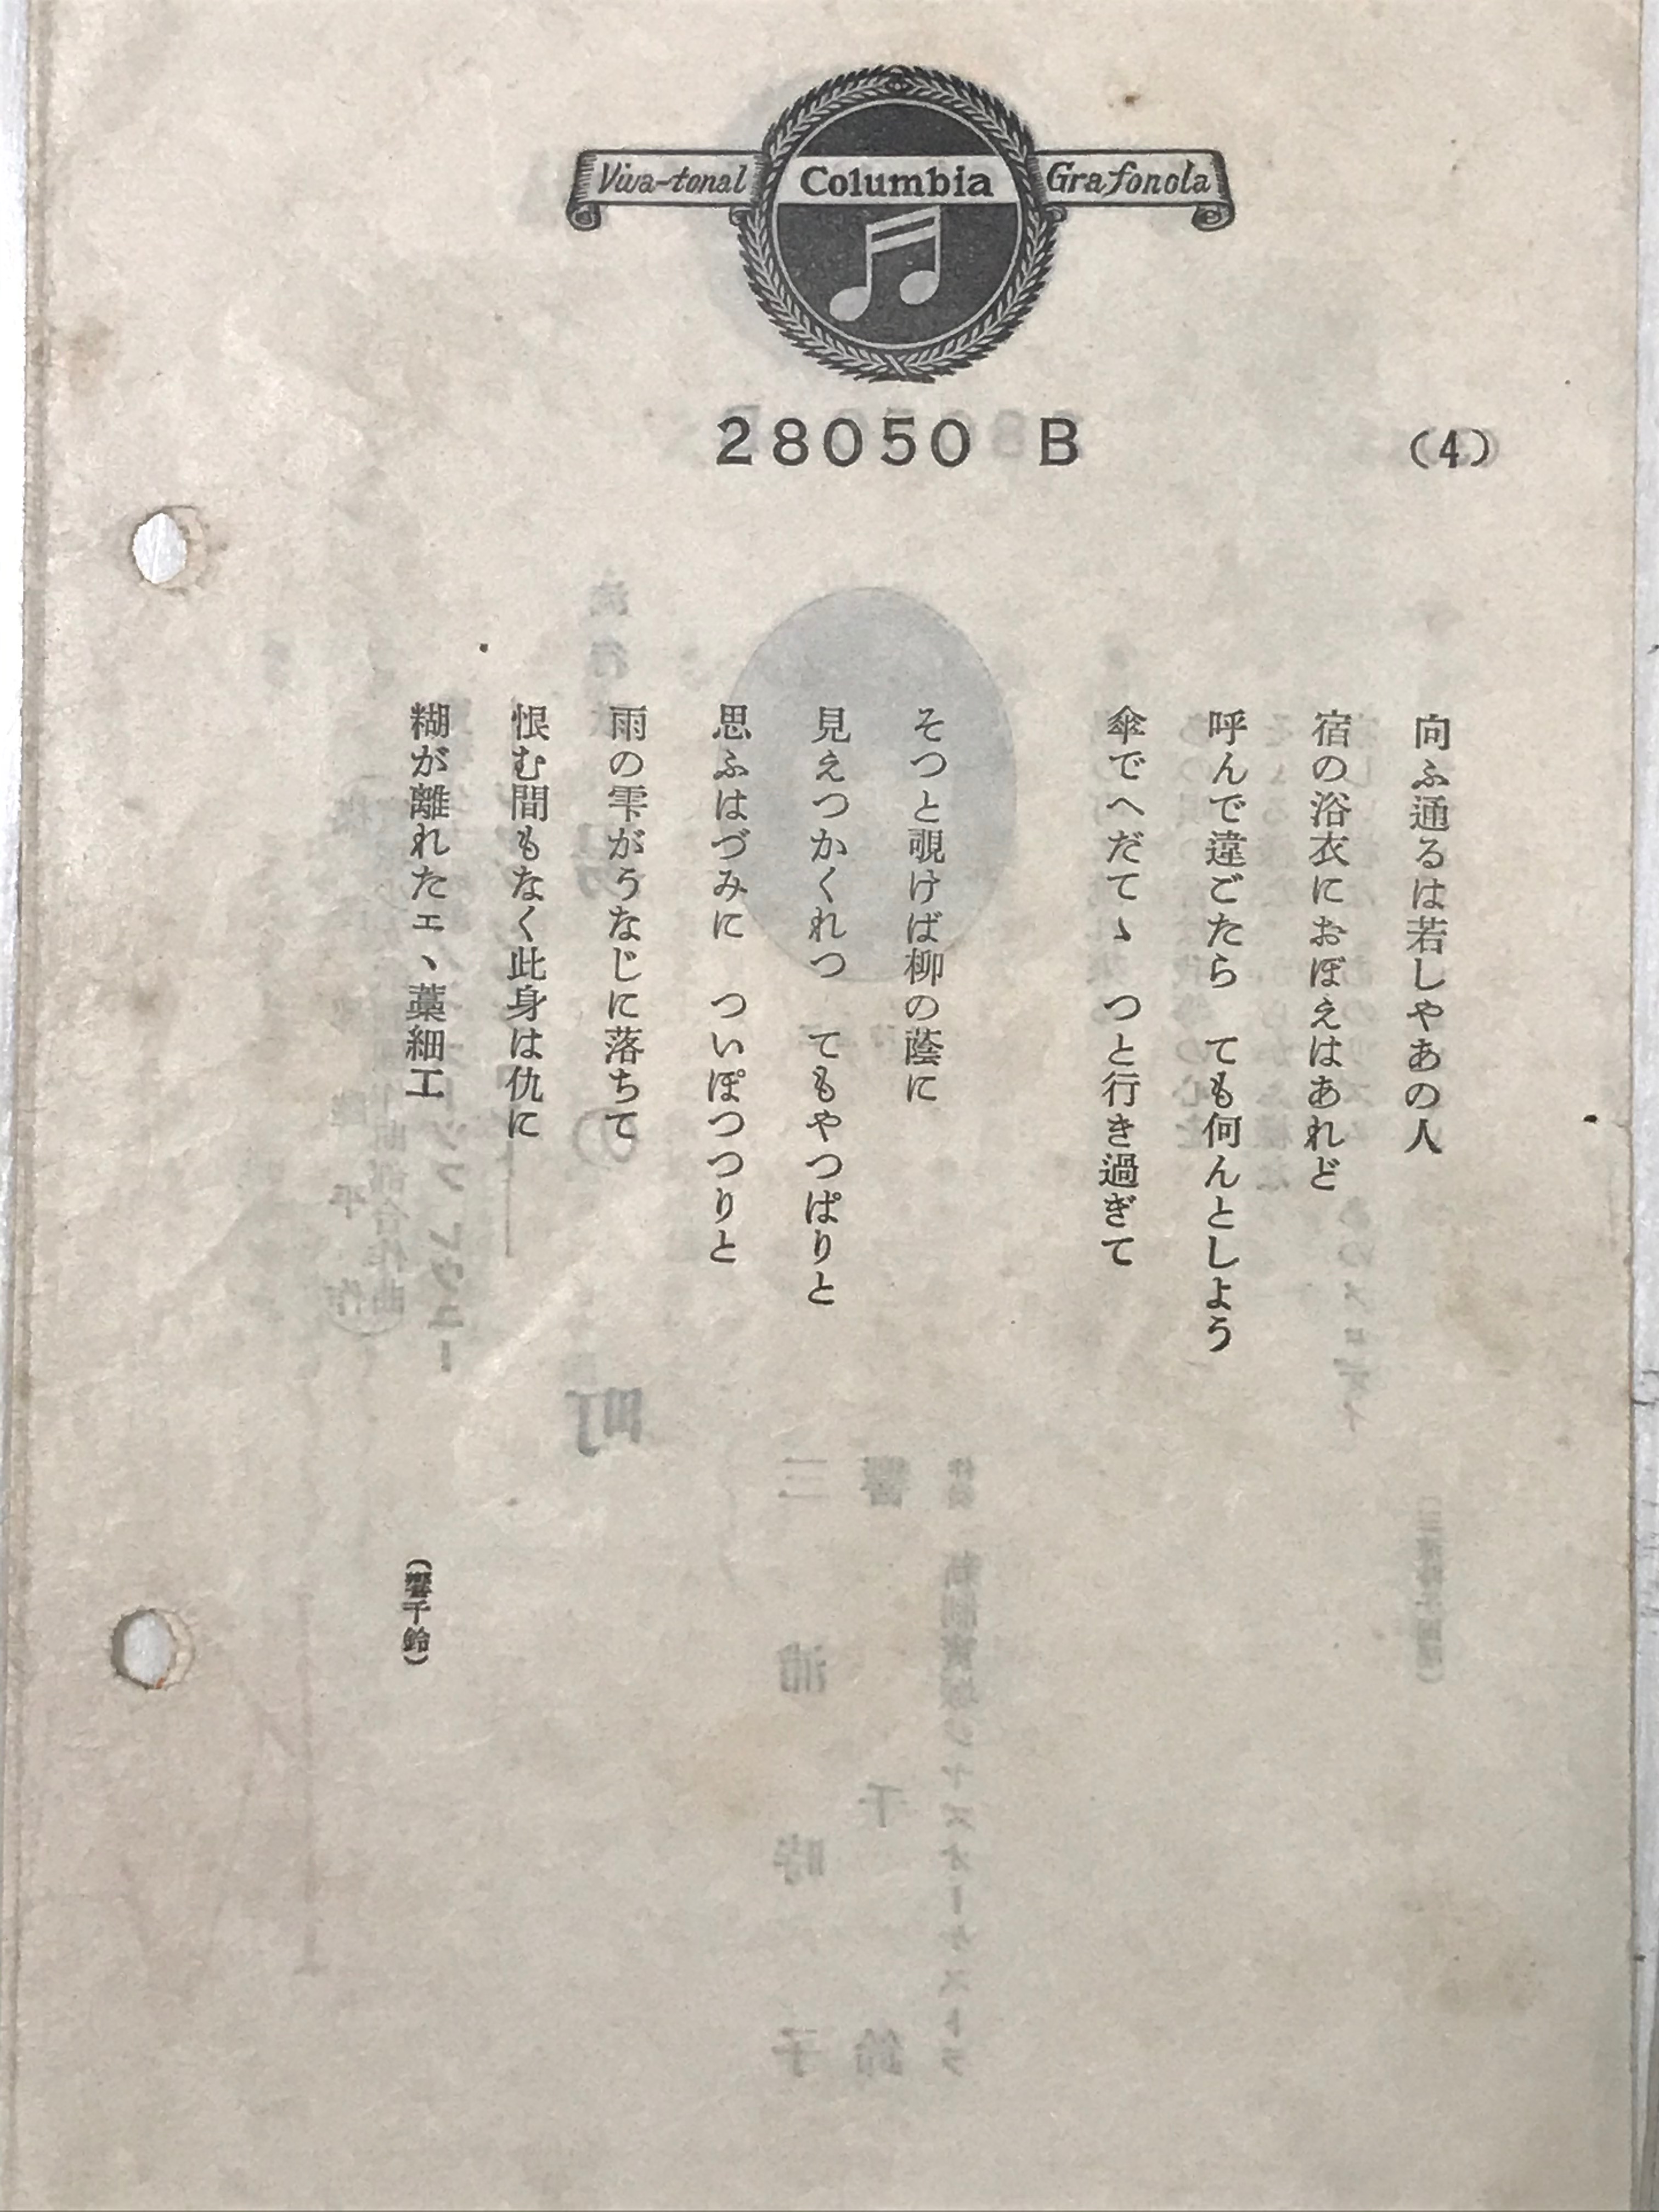 Viva-tonal Columbia Grafonola
28050 B
(4)
向ふ通るは若しやあの人
宿の浴衣におぼえはあれど
呼んで違ごたら　ても何んとしよう
傘でへだてゝ　つと行き過ぎて
そつと覗けば柳の蔭に
見えつかくれつ　てもやつぱりと
思ふはづみに　ついぽつつりと
雨の雫がうなじに落ちて
恨む間もなく此身は仇に
糊が離れたエヽ藁細工
(響千鈴)